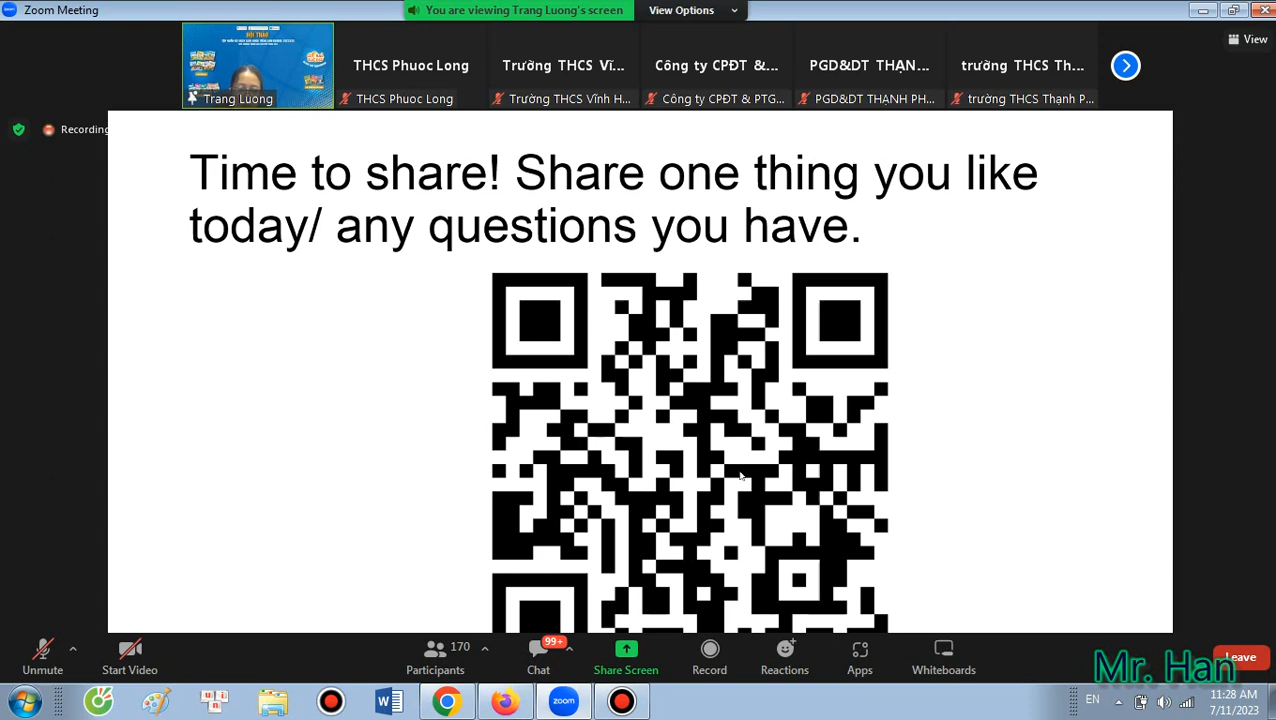 Zoom Meeting
You are viewing Trang Luong's screen
View Options
View
HỘI THẢO
Trang Luong
THCS Phuoc Long
THCS Phuoc Long
Trường THCS Vĩ...
Trường THCS Vĩnh H...
Công ty CPĐT &...
Công ty CPĐT & PTG...
PGD&DT THẠN...
PGD&DT THẠNH PH...
trường THCS Th...
trường THCS Thạnh P...
Recording
Time to share! Share one thing you like
today/ any questions you have.
Unmute
Start Video
170
Participants
99+
Chat
Share Screen
Record
Reactions
Apps
Whiteboards
Leave
Mr. Han
EN
11:28 AM
7/11/2023